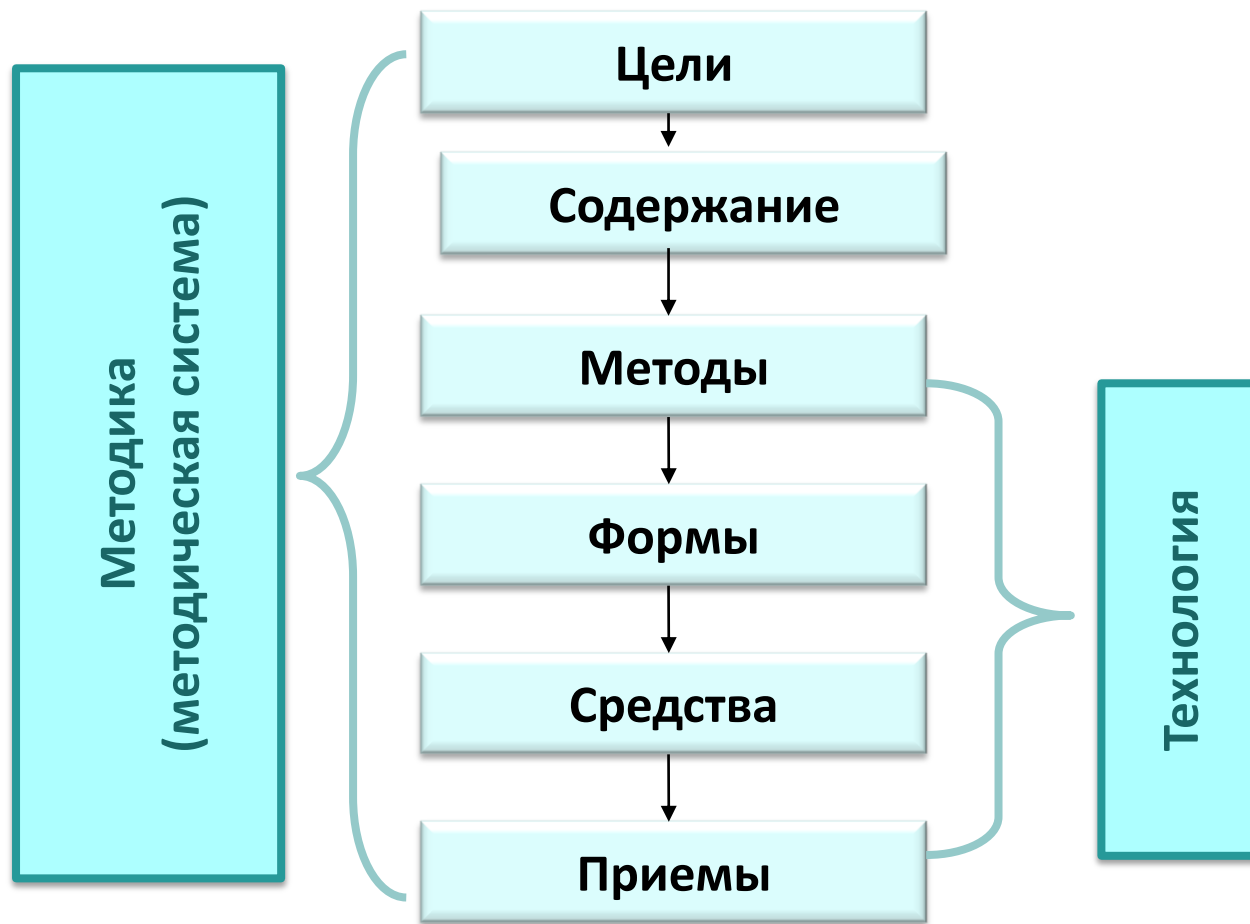 Методика
(методическая система)
Цели
Содержание
Методы
Формы
Средства
Приемы
Технология